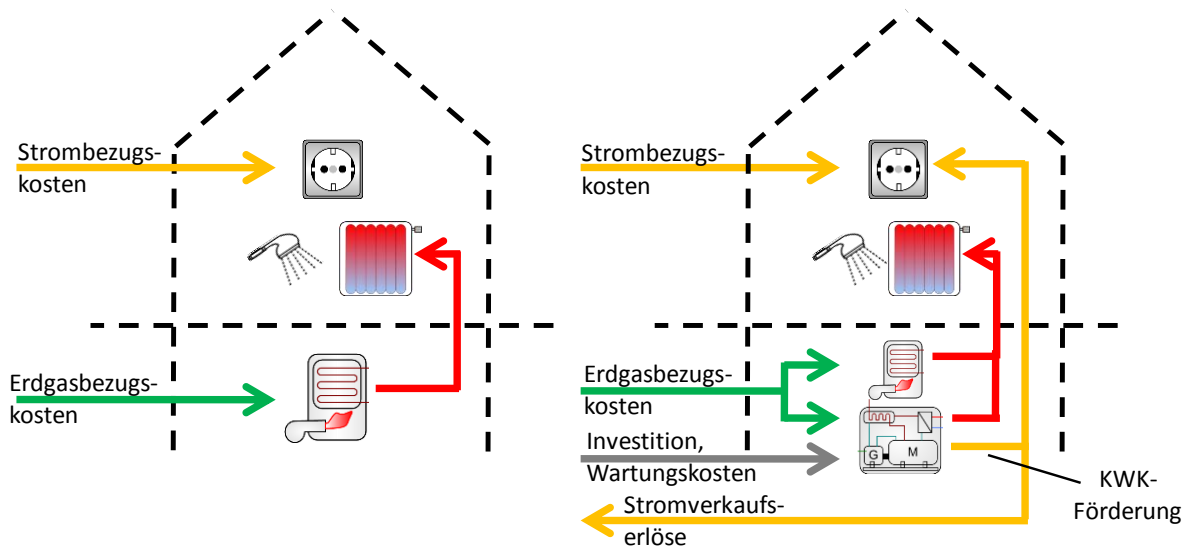 Strombezugs-
kosten
Erdgasbezugs-
kosten
Strombezugs-
kosten
Erdgasbezugs-
kosten
Investition,
Wartungskosten
G
M
Stromverkaufs-
erlöse
KWK-
Förderung